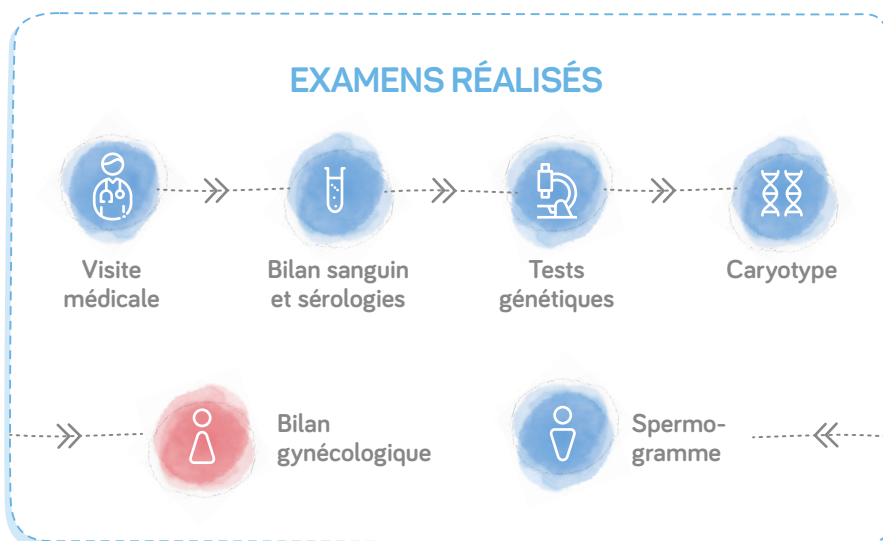 EXAMENS RÉALISÉS
Visite
médicale
Bilan sanguin
et sérologies
Tests
génétiques
Caryotype
Bilan
gynécologique
Spermo-
gramme